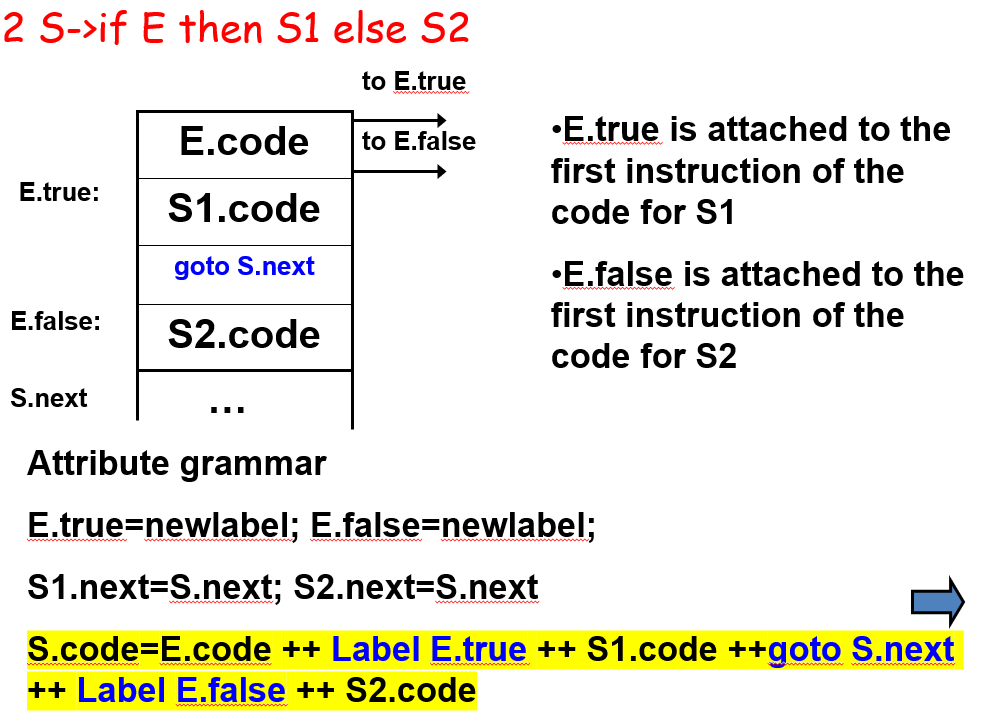 2 S->if E then S1 else S2
to E.true
E.code
to E.false
E.true:
S1.code
goto S.next
E.false:
S2.code
S.next
...
•E.true is attached to the
first instruction of the
code for S1
•E.false is attached to the
first instruction of the
code for S2
Attribute grammar
E.true=newlabel; E.false=newlabel;
S1.next=S.next; S2.next=S.next
S.code=E.code ++ Label E.true ++ S1.code ++goto S.next
++ Label E.false ++ S2.code